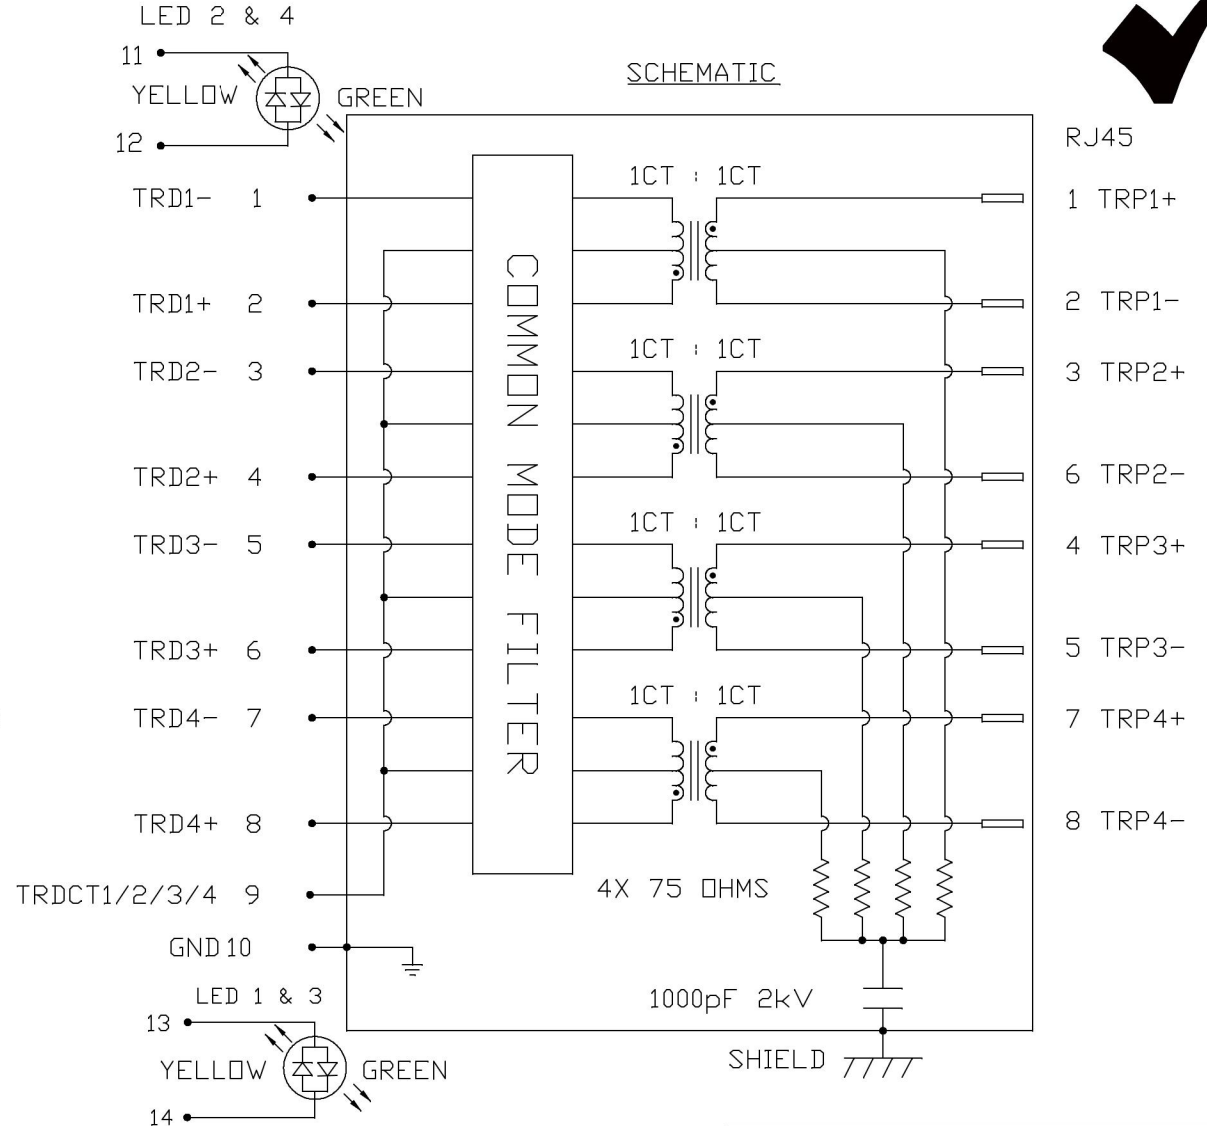 LED 2 & 4
11
YELLOW GREEN
12
SCHEMATIC
RJ45
1CT : 1CT
TRD1- 1
1 TRP1+
TRD1+ 2
2 TRP1-
1CT : 1CT
TRD2- 3
3 TRP2+
TRD2+ 4
6 TRP2-
1CT : 1CT
TRD3- 5
4 TRP3+
TRD3+ 6
5 TRP3-
1CT : 1CT
TRD4- 7
7 TRP4+
TRD4+ 8
8 TRP4-
COMMON MODE FILTER
TRDCT1/2/3/4 9
4X 75 OHMS
GND 10
LED 1 & 3
13
YELLOW GREEN
14
1000pF 2kV
SHIELD